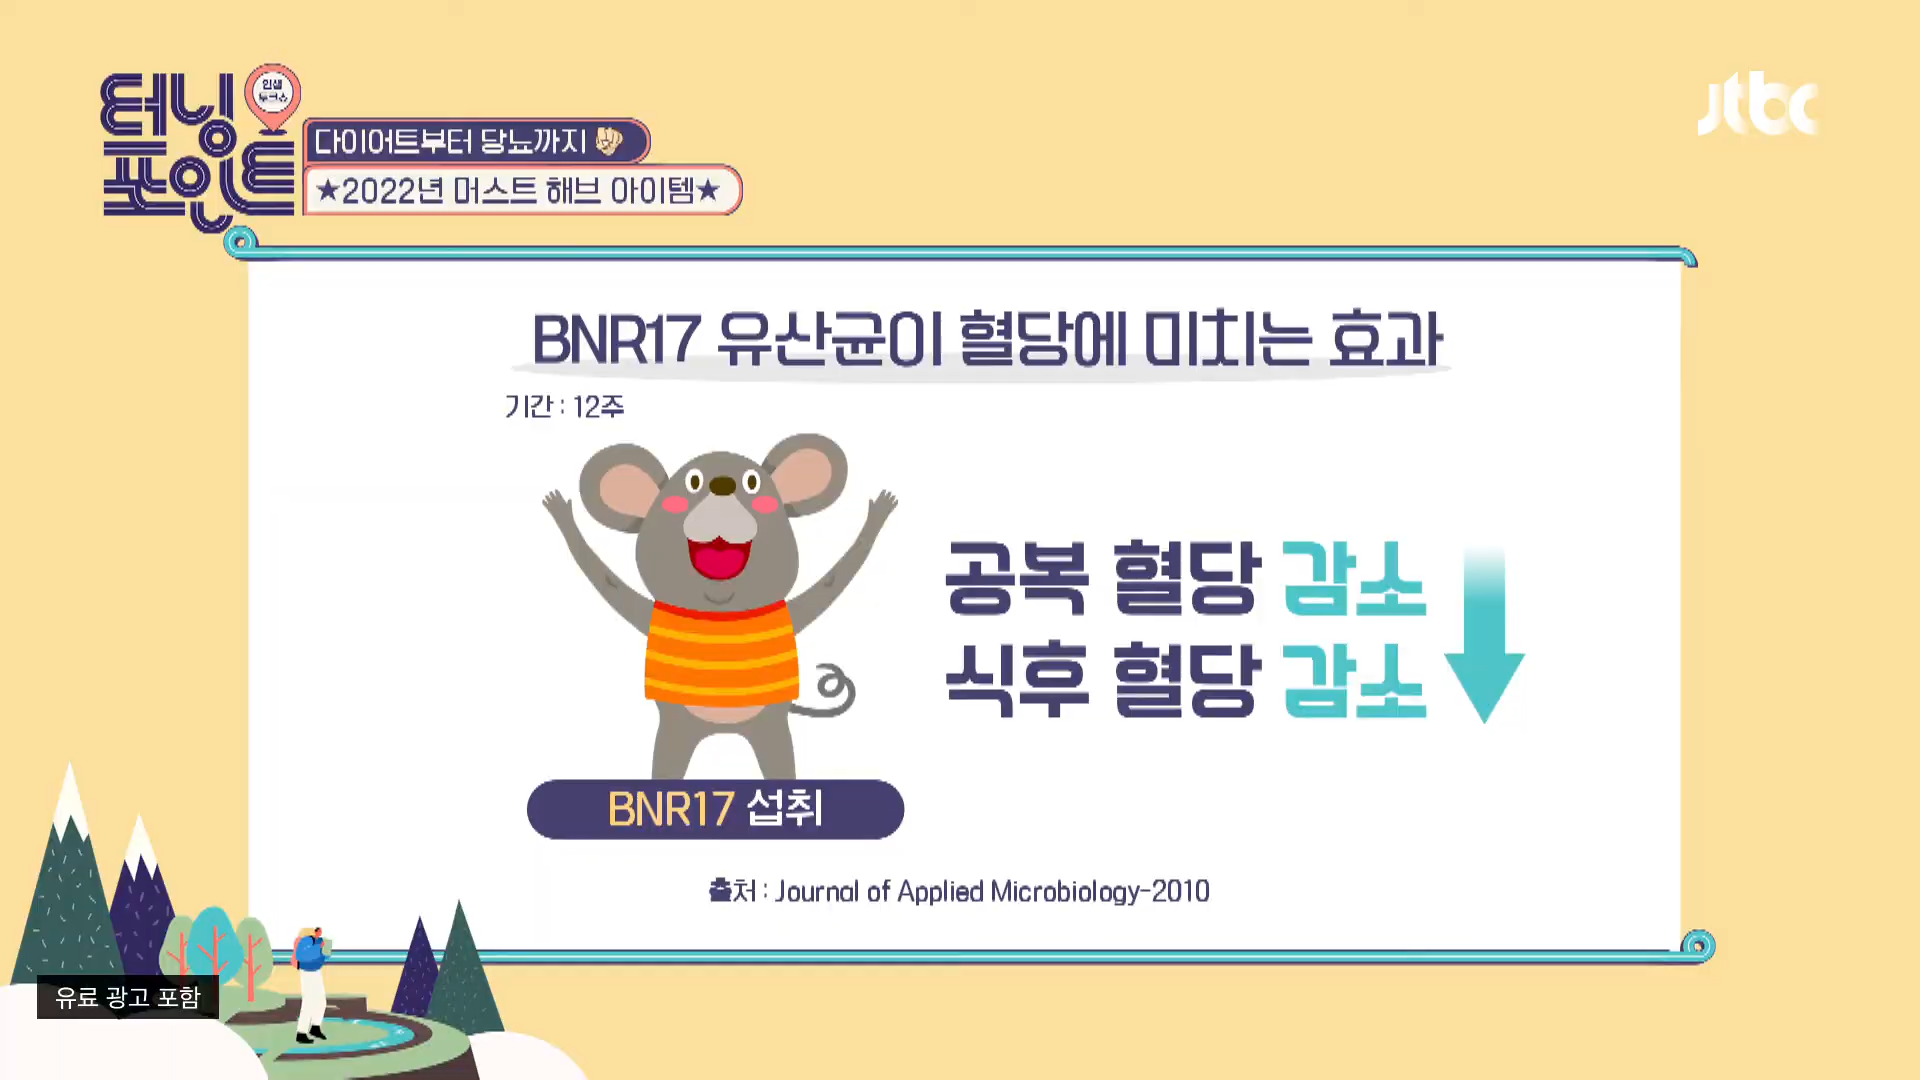 터닝
포인트
인생
토크쇼
jtbc
다이어트부터 당뇨까지
★2022년 머스트 해브 아이템★
BNR17 유산균이 혈당에 미치는 효과
기간 : 12주
공복 혈당 감소
식후 혈당 감소
BNR17 섭취
출처 : Journal of Applied Microbiology-2010
유료 광고 포함